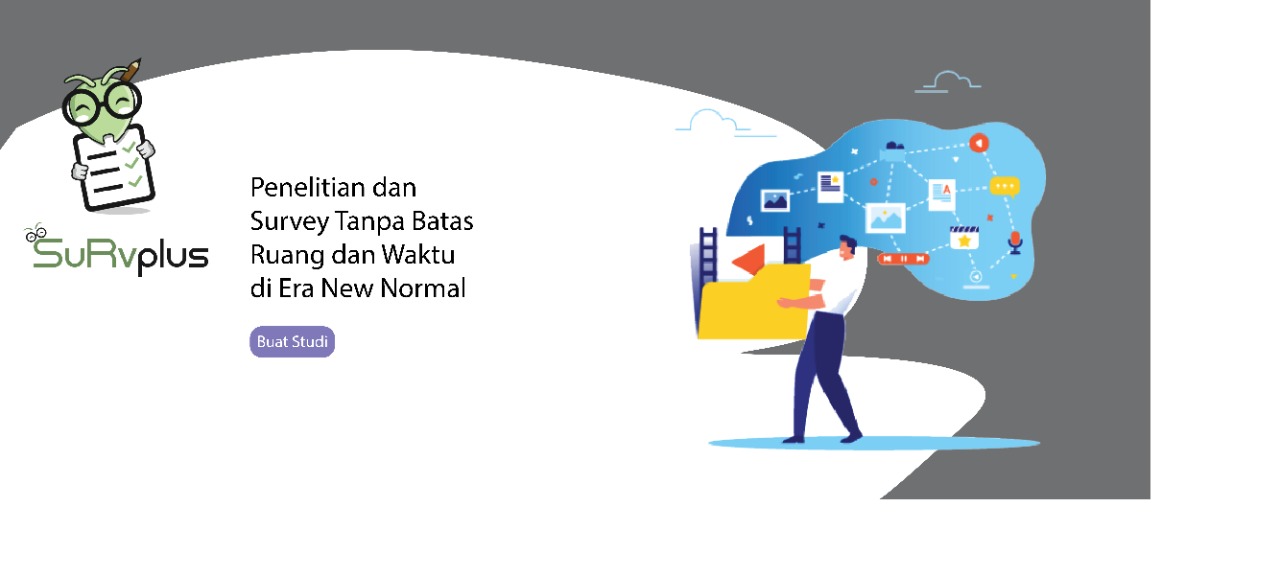 SuRvplus
Penelitian dan
Survey Tanpa Batas
Ruang dan Waktu
di Era New Normal
Buat Studi
A